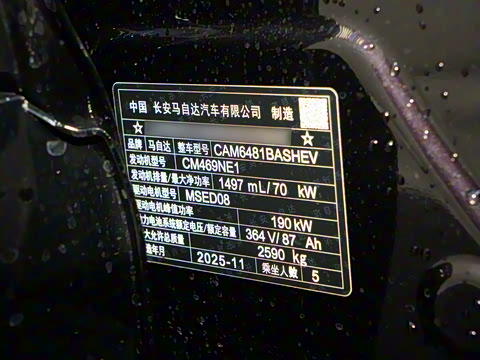 中国 长安马自达汽车有限公司 制造
☆ ☆
品牌 马自达 整车型号 CAM6481BASHEV
发动机型号 CM469NE1
发动机排量/最大净功率 1497 mL/70 kW
驱动电机型号 MSED08
驱动电机峰值功率 190 kW
力电池系统额定电压/额定容量 364 V/ 87 Ah
大允许总质量 2590 kg
造年月 2025-11 乘坐人数 5